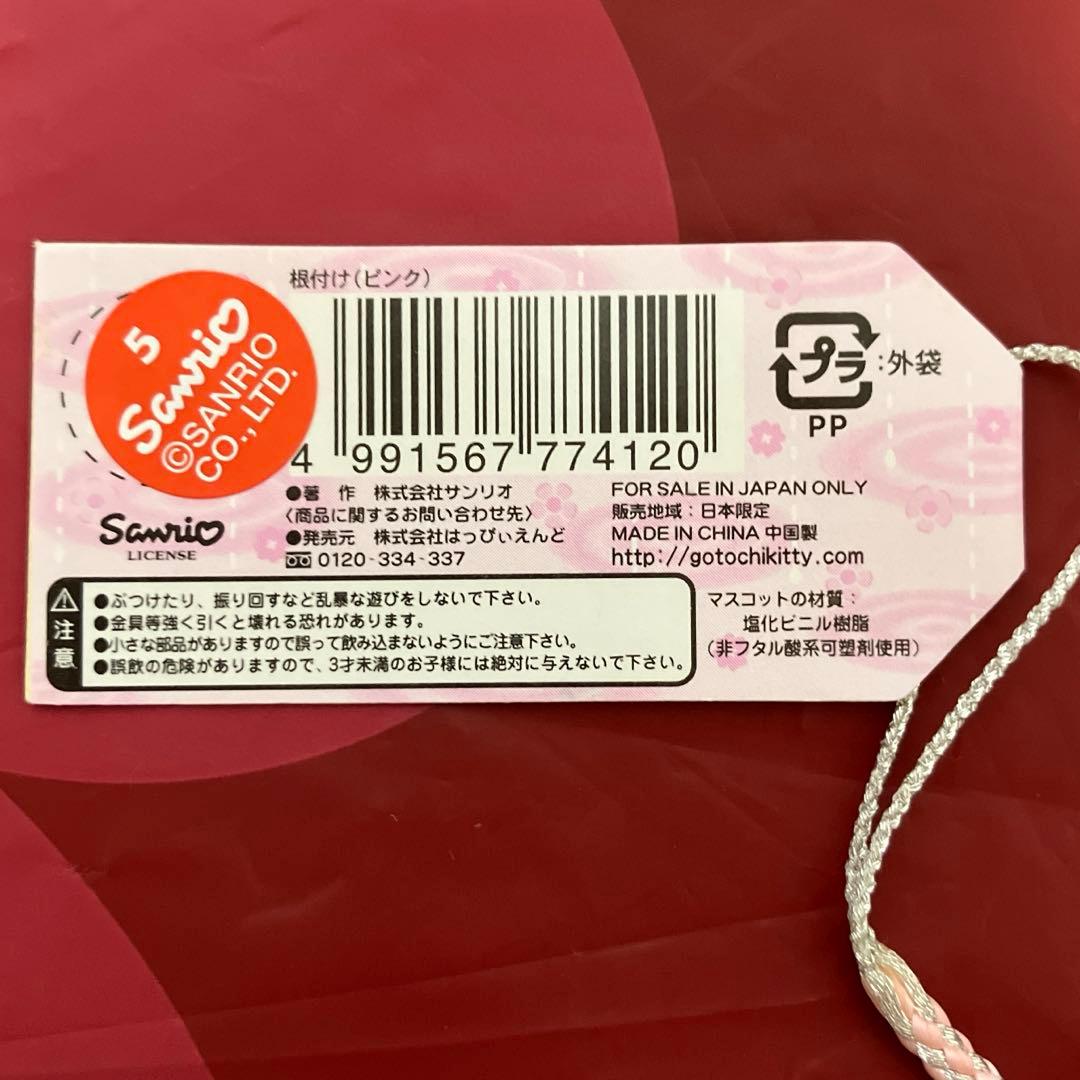 根付け(ピンク)
5
Sanrio
©SANRIO
CO., LTD.
4 991567 774120
プラ:外袋
PP
Sanrio
LICENSE
●著 作 株式会社サンリオ
〈商品に関するお問い合わせ先〉
●発売元 株式会社はっぴぃえんど
0120-334-337
FOR SALE IN JAPAN ONLY
販売地域:日本限定
MADE IN CHINA 中国製
http://gotochikitty.com
注意
●ぶつけたり、振り回すなど乱暴な遊びをしないで下さい。
●金具等強く引くと壊れる恐れがあります。
●小さな部品がありますので誤って飲み込まないようにご注意下さい。
●誤飲の危険がありますので、3才未満のお子様には絶対に与えないで下さい。
マスコットの材質:
塩化ビニル樹脂
(非フタル酸系可塑剤使用)